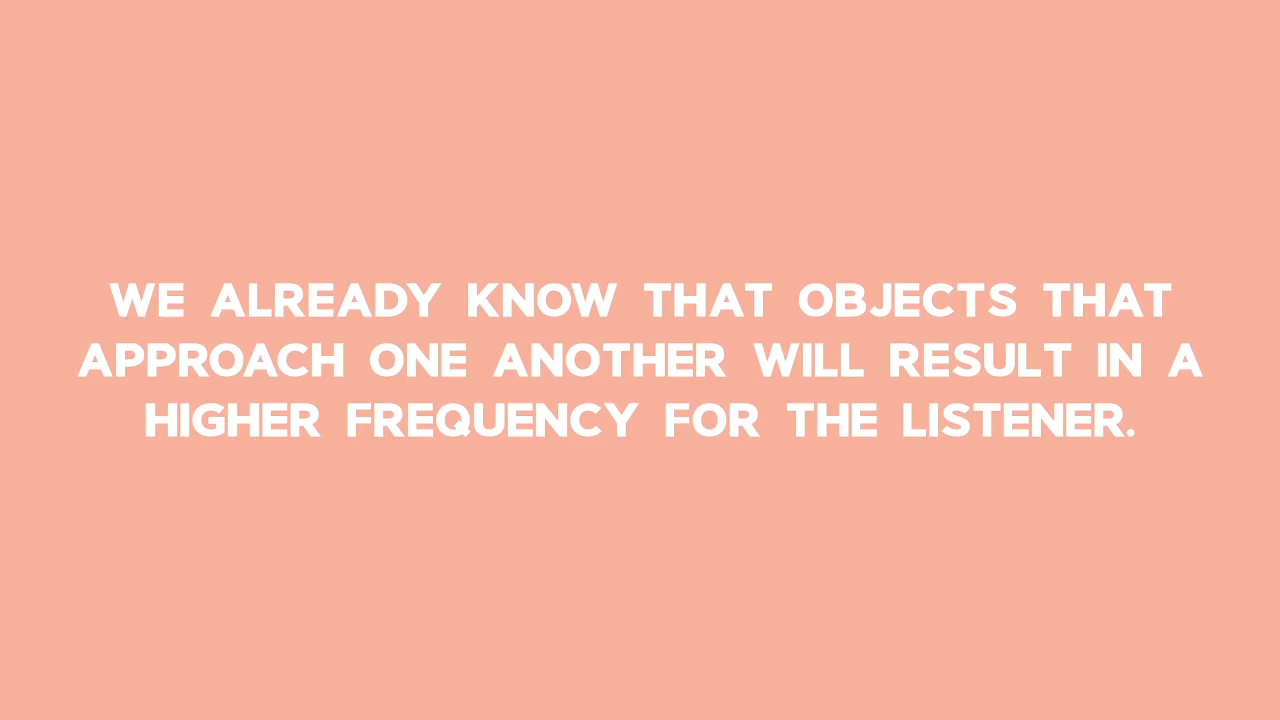 WE ALREADY KNOW THAT OBJECTS THAT
APPROACH ONE ANOTHER WILL RESULT IN A
HIGHER FREQUENCY FOR THE LISTENER.